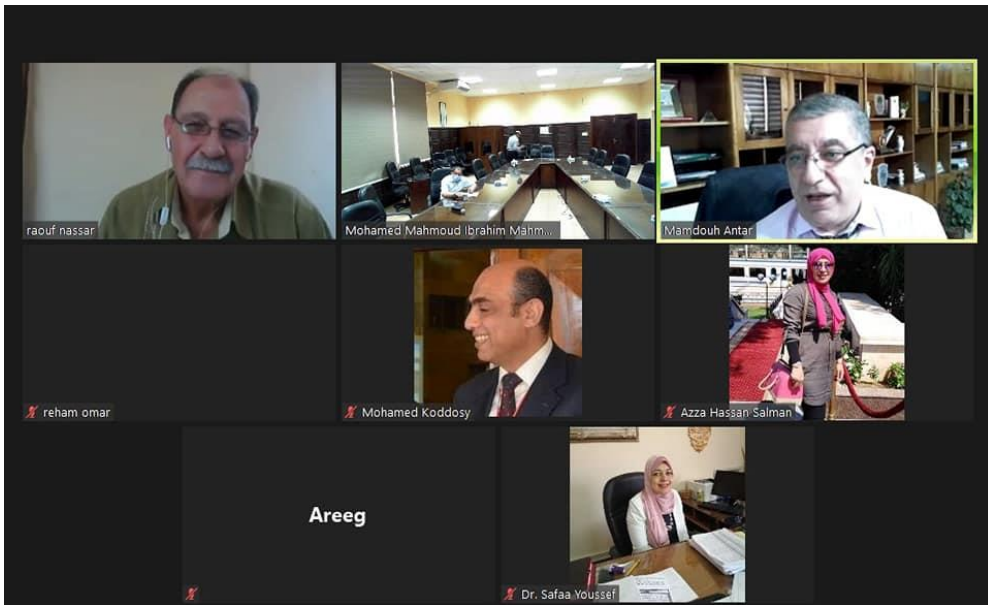 raouf nassar
Mohamed Mahmoud Ibrahim Mahm...
Mamdouh Antar
reham omar
Mohamed Koddosy
Azza Hassan Salman
Areeg
Dr. Safaa Youssef